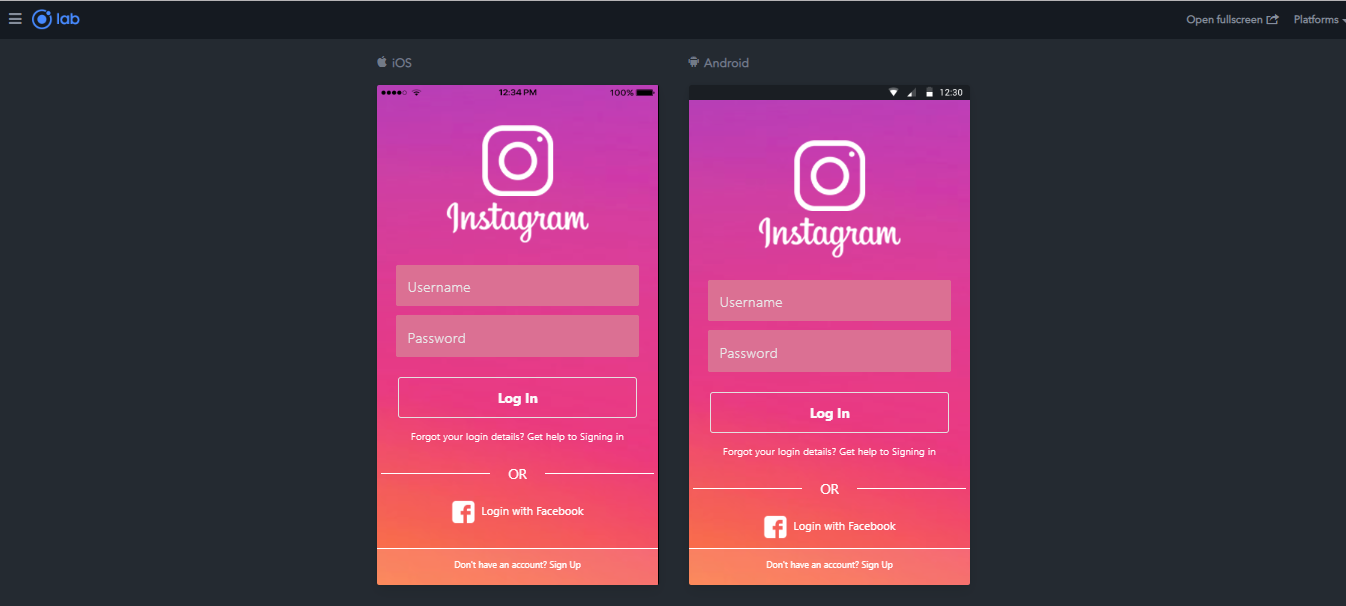 lab
Open fullscreen
Platforms
iOS
12:34 PM
100%
Instagram
Username
Password
Log In
Forgot your login details? Get help to Signing in
OR
Login with Facebook
Don't have an account? Sign Up
Android
12:30
Instagram
Username
Password
Log In
Forgot your login details? Get help to Signing in
OR
Login with Facebook
Don't have an account? Sign Up